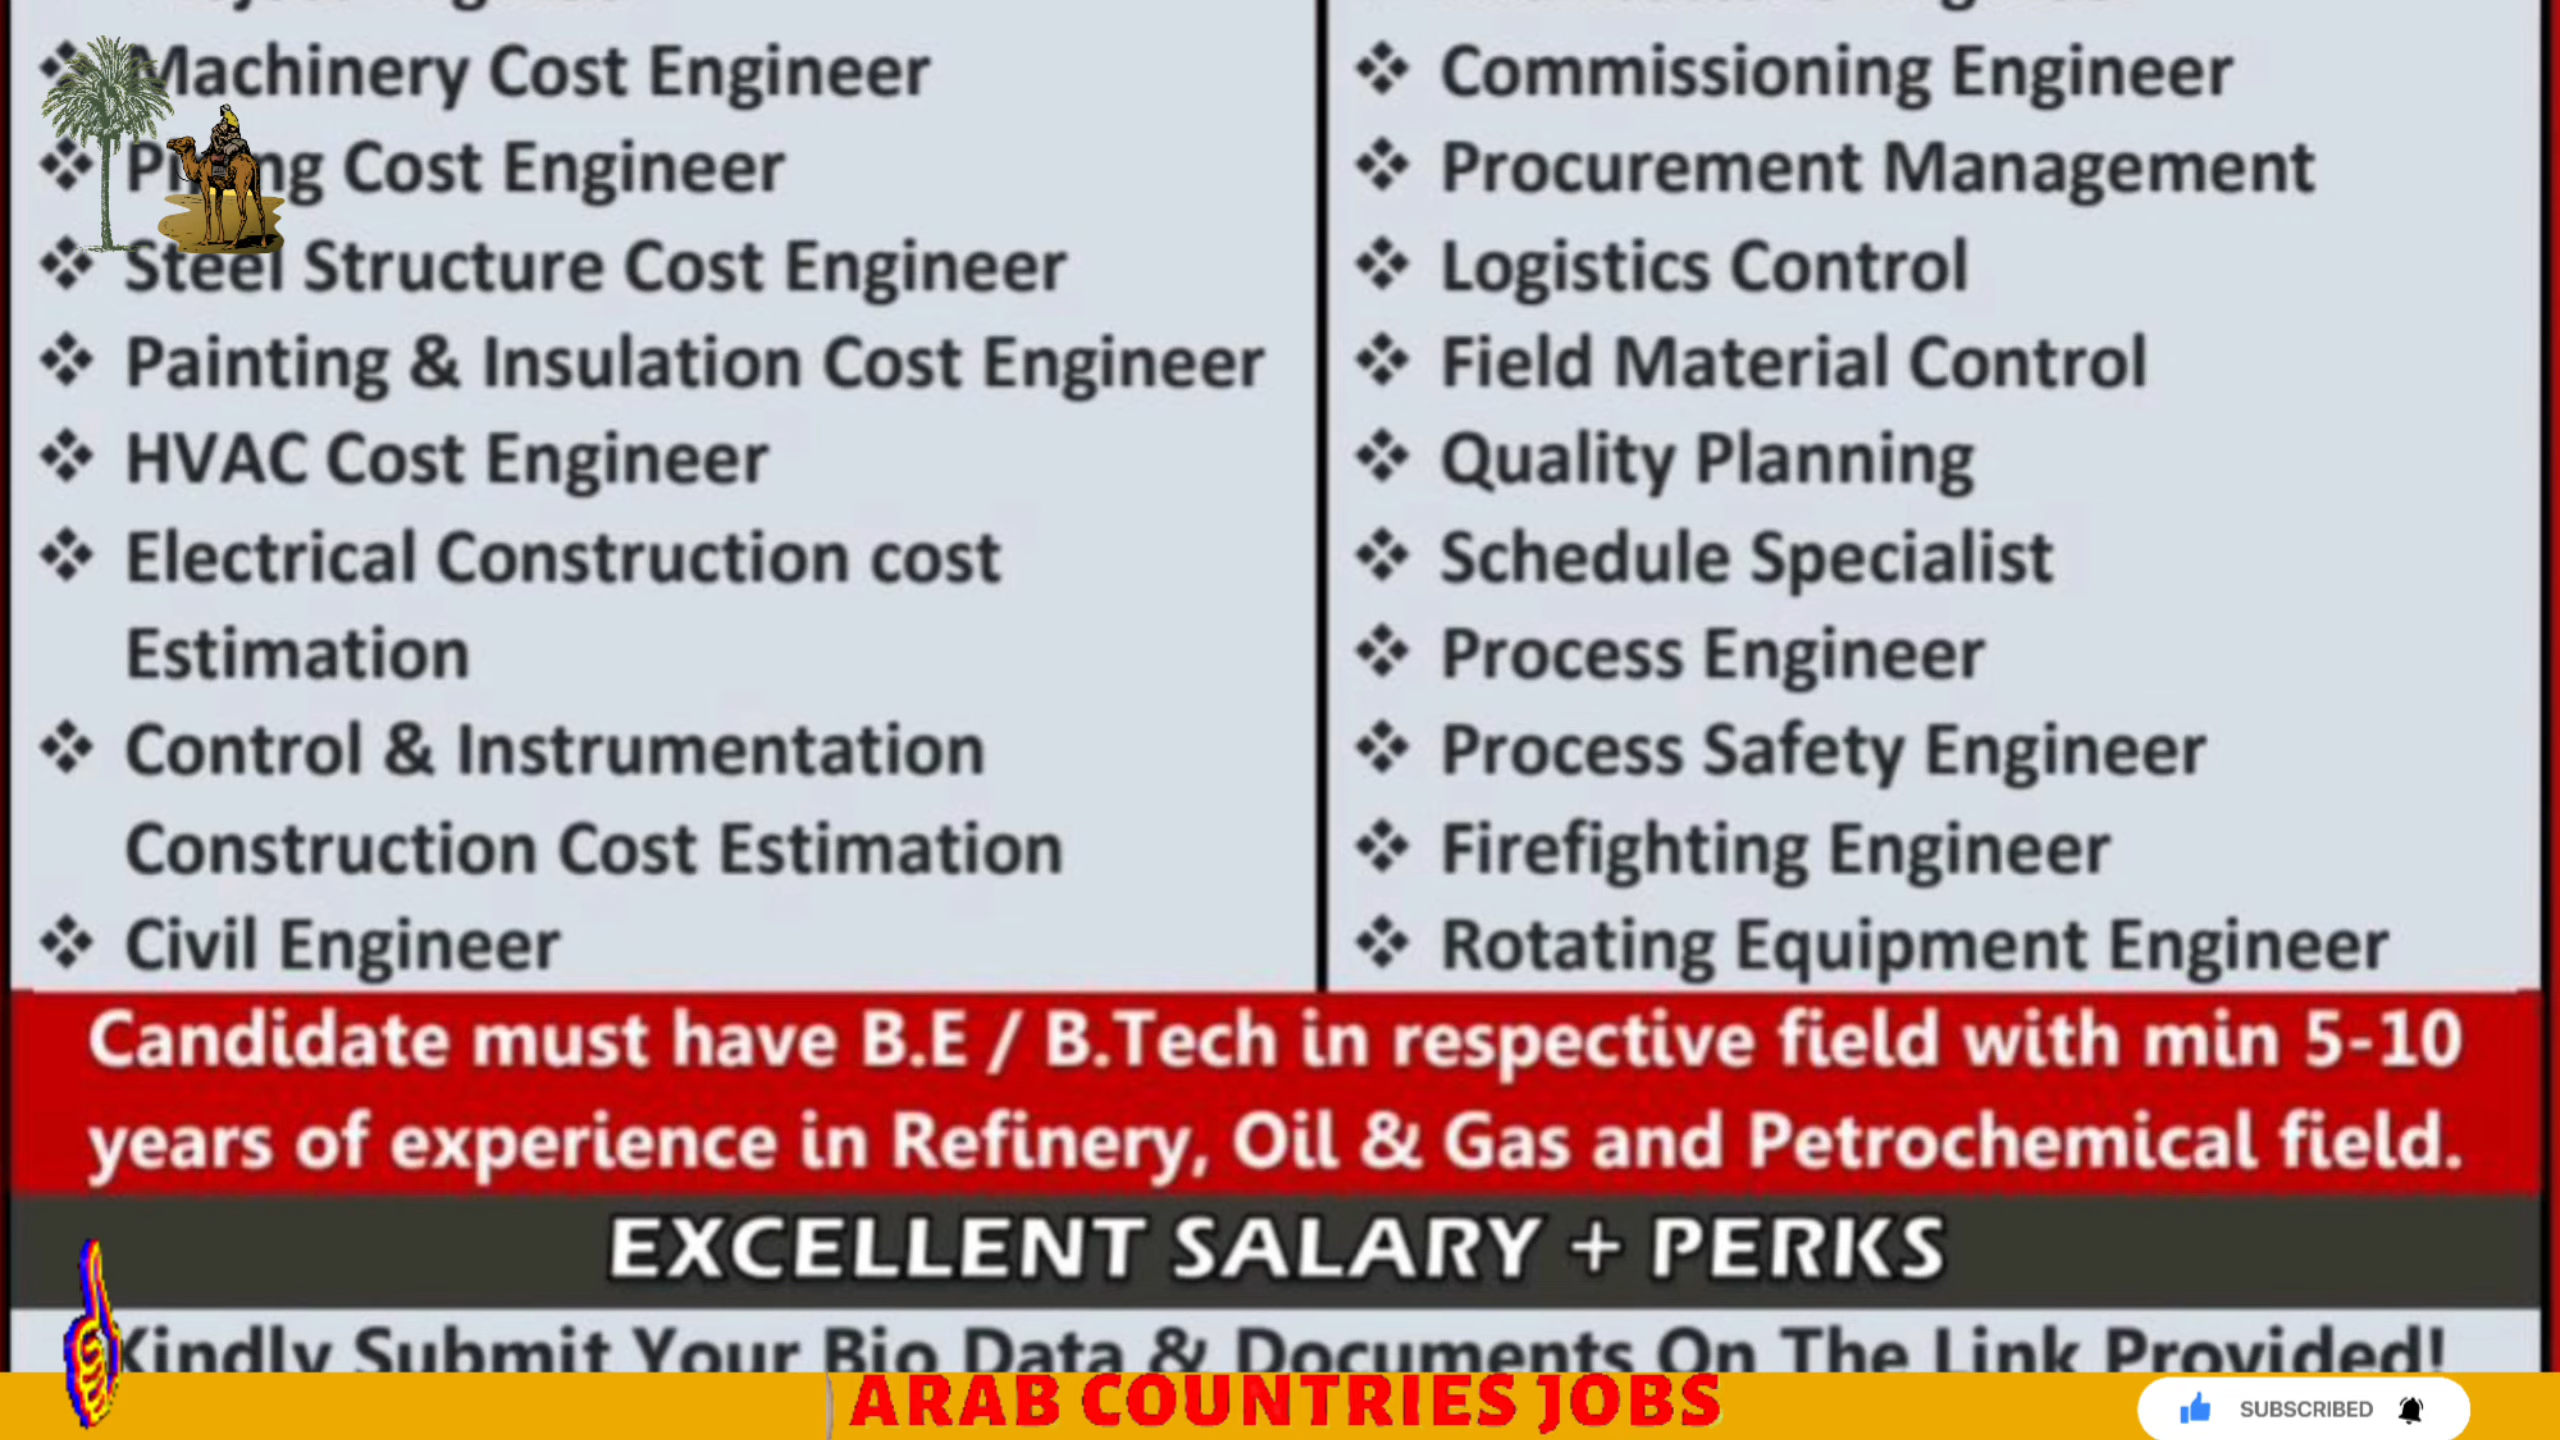 Machinery Cost Engineer
Cost Engineer
Steel Structure Cost Engineer
Painting & Insulation Cost Engineer
HVAC Cost Engineer
Electrical Construction cost
Estimation
Control & Instrumentation
Construction Cost Estimation
Civil Engineer
Commissioning Engineer
Procurement Management
Logistics Control
Field Material Control
Quality Planning
Schedule Specialist
Process Engineer
Process Safety Engineer
Firefighting Engineer
Rotating Equipment Engineer
Candidate must have B.E / B.Tech in respective field with min 5-10
years of experience in Refinery, Oil & Gas and Petrochemical field.
EXCELLENT SALARY + PERKS
Kindly Submit Your Bio Data & Documents On The Link Provided!
ARAB COUNTRIES JOBS
SUBSCRIBED